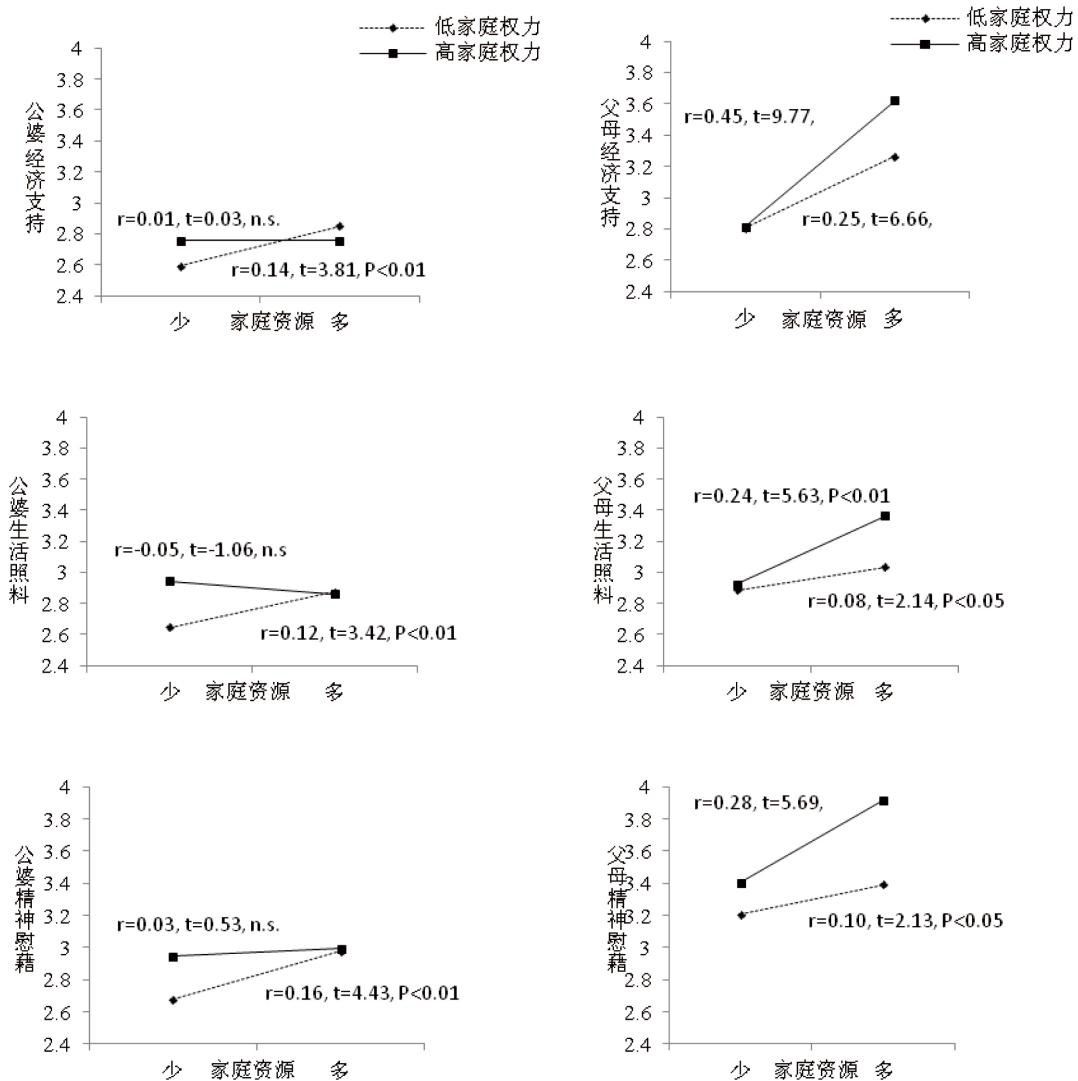 低家庭权力
高家庭权力
公婆经济支持
4
3.8
3.6
3.4
3.2
3
2.8
2.6
2.4
r=0.01, t=0.03, n.s.
r=0.14, t=3.81, P<0.01
少 家庭资源 多
低家庭权力
高家庭权力
父母经济支持
4
3.8
3.6
3.4
3.2
3
2.8
2.6
2.4
r=0.45, t=9.77,
r=0.25, t=6.66,
少 家庭资源 多
公婆生活照料
4
3.8
3.6
3.4
3.2
3
2.8
2.6
2.4
r=-0.05, t=-1.06, n.s
r=0.12, t=3.42, P<0.01
少 家庭资源 多
父母生活照料
4
3.8
3.6
3.4
3.2
3
2.8
2.6
2.4
r=0.24, t=5.63, P<0.01
r=0.08, t=2.14, P<0.05
少 家庭资源 多
公婆精神慰藉
4
3.8
3.6
3.4
3.2
3
2.8
2.6
2.4
r=0.03, t=0.53, n.s.
r=0.16, t=4.43, P<0.01
少 家庭资源 多
父母精神慰藉
4
3.8
3.6
3.4
3.2
3
2.8
2.6
2.4
r=0.28, t=5.69,
r=0.10, t=2.13, P<0.05
少 家庭资源 多